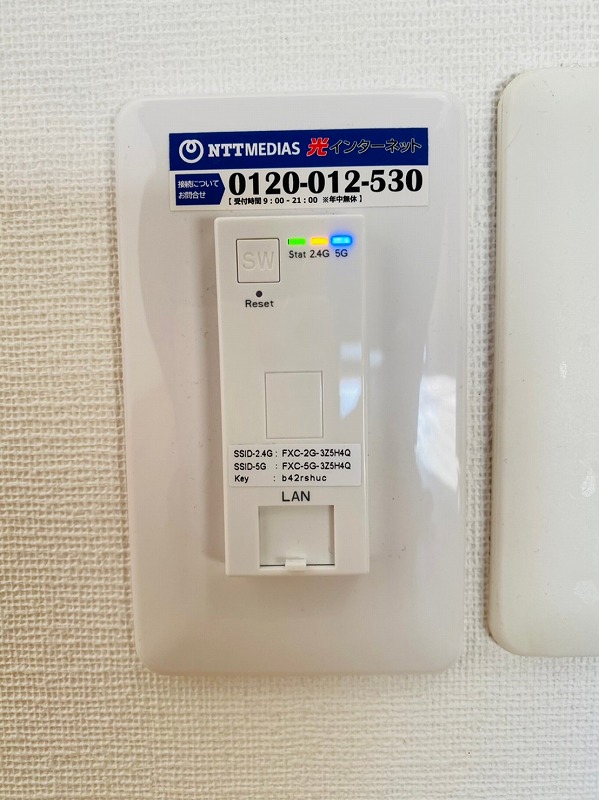 NTTMEDIAS 光インターネット
接続について
お問合せ
0120-012-530
【 受付時間 9：00 - 21：00 ※年中無休 】
SW
Stat 2.4G 5G
Reset
SSID-2.4G : FXC-2G-3Z5H4Q
SSID-5G : FXC-5G-3Z5H4Q
Key : b42rshuc
LAN